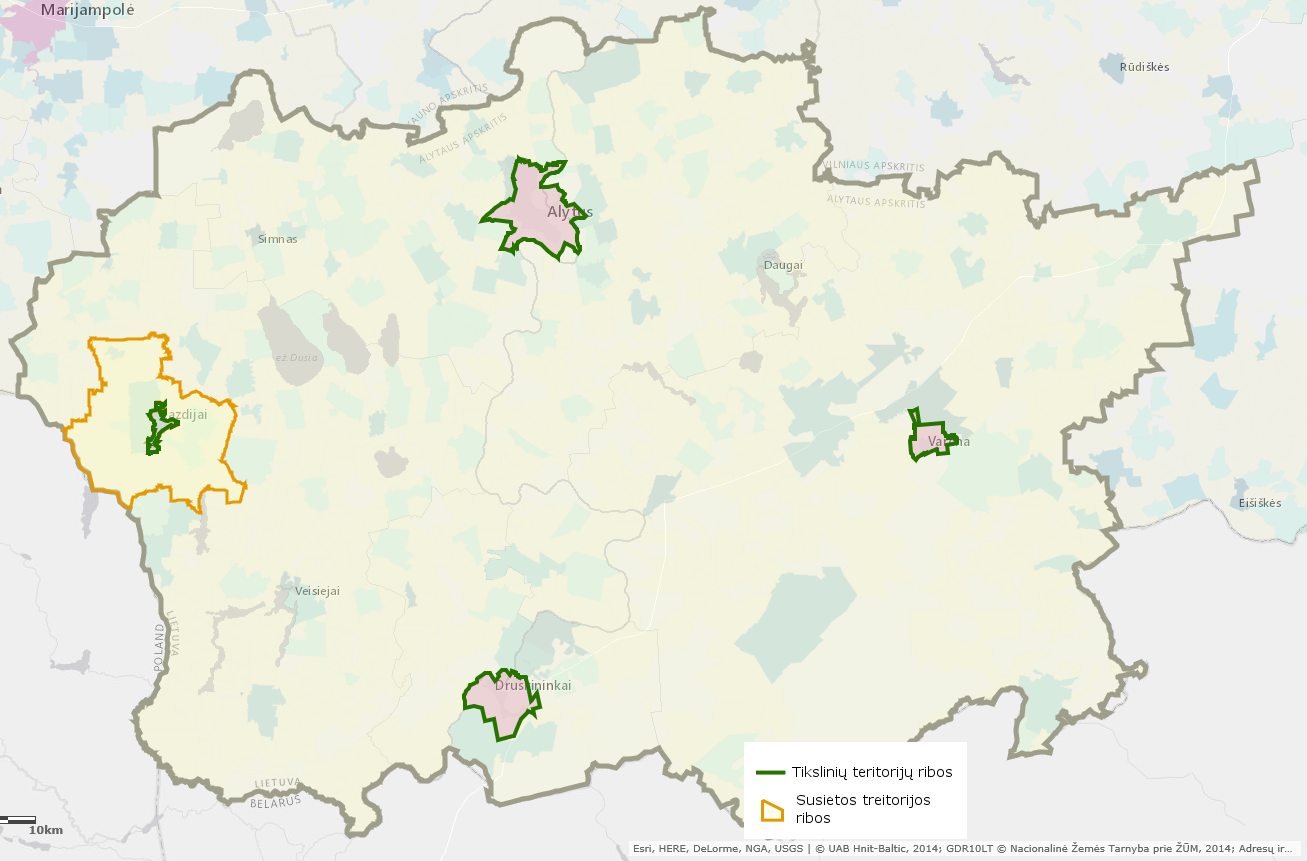 Marijampolė
Rūdiškės
KAUNO APSKRITIS
ALYTAUS APSKRITIS
VILNIAUS APSKRITIS
ALYTAUS APSKRITIS
Alytus
Simnas
Daugai
ež.Dusia
Lazdijai
Varėna
Eišiškės
Veisiejai
POLAND
LIETUVA
Druskininkai
LIETUVA
BELARUS
Tikslinių teritorijų ribos
Susietos treitorijos
ribos
10km
Esri, HERE, DeLorme, NGA, USGS | © UAB Hnit-Baltic, 2014; GDR10LT © Nacionalinė Žemės Tarnyba prie ŽŪM, 2014; Adresų ir...